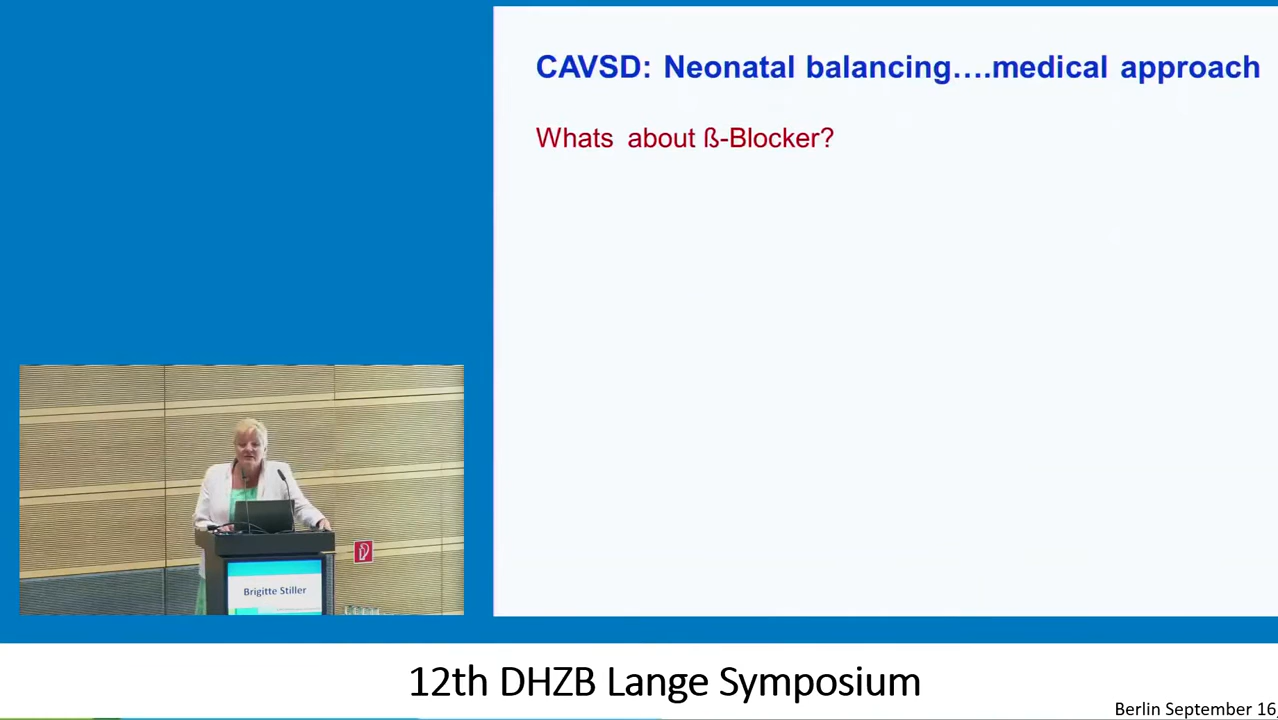 CAVSD: Neonatal balancing….medical approach
Whats about ß-Blocker?
Brigitte Stiller
12th DHZB Lange Symposium
Berlin September 16,